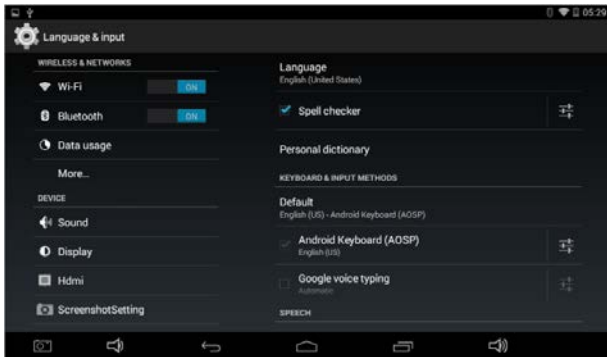 05:29
Language & input
WIRELESS & NETWORKS
Wi-Fi
ON
Bluetooth
ON
Data usage
More...
DEVICE
Sound
Display
Hdmi
ScreenshotSetting
Language
English (United States)
Spell checker
Personal dictionary
KEYBOARD & INPUT METHODS
Default
English (US) - Android Keyboard (AOSP)
Android Keyboard (AOSP)
English (US)
Google voice typing
Automatic
SPEECH